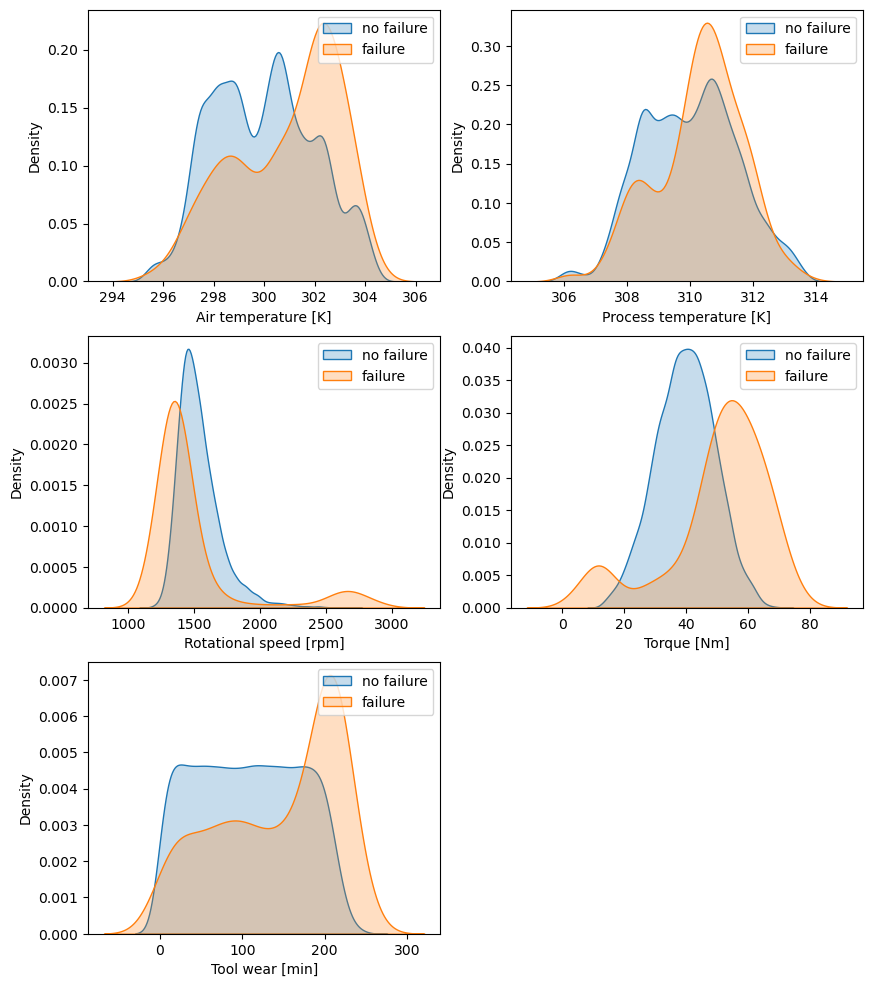 no failure
failure
0.20
0.15
0.10
0.05
0.00
Density
294 296 298 300 302 304 306
Air temperature [K]
no failure
failure
0.30
0.25
0.20
0.15
0.10
0.05
0.00
Density
306 308 310 312 314
Process temperature [K]
no failure
failure
0.0030
0.0025
0.0020
0.0015
0.0010
0.0005
0.0000
Density
1000 1500 2000 2500 3000
Rotational speed [rpm]
no failure
failure
0.040
0.035
0.030
0.025
0.020
0.015
0.010
0.005
0.000
Density
0 20 40 60 80
Torque [Nm]
no failure
failure
0.007
0.006
0.005
0.004
0.003
0.002
0.001
0.000
Density
0 100 200 300
Tool wear [min]